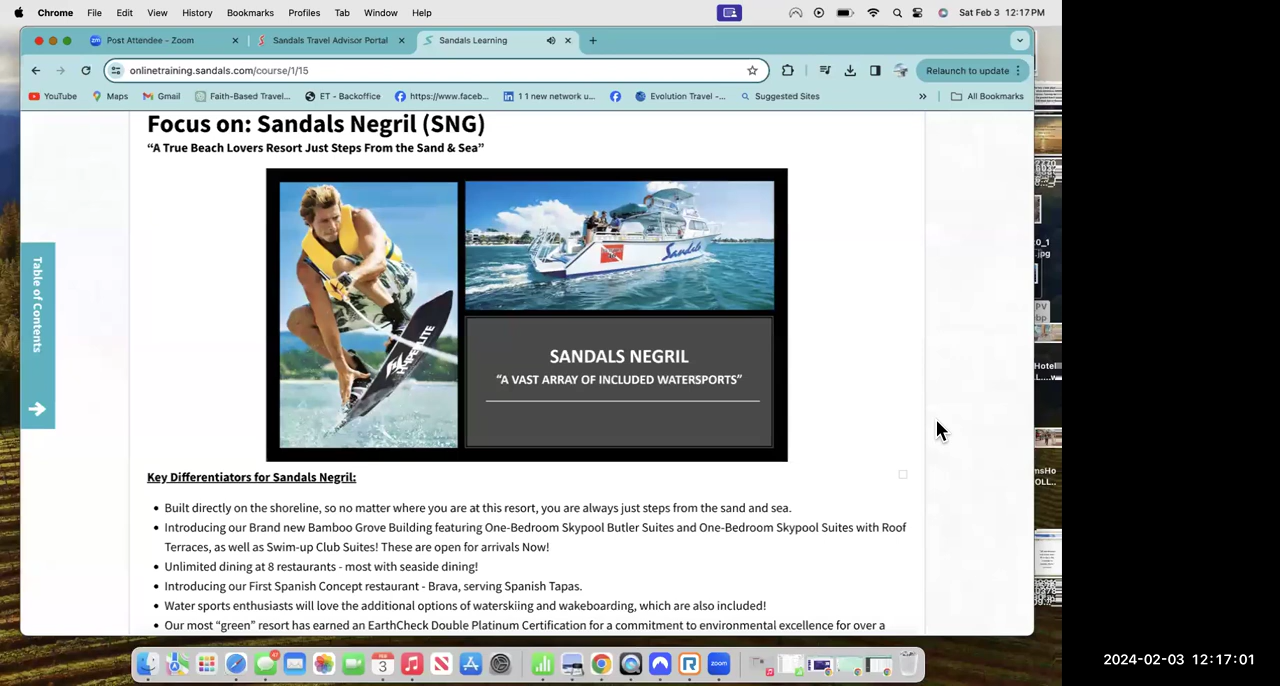 Chrome File Edit View History Bookmarks Profiles Tab Window Help Sat Feb 3 12:17 PM
Post Attendee - Zoom Sandals Travel Advisor Portal Sandals Learning
onlinetraining.sandals.com/course/1/15 Relaunch to update
YouTube Maps Gmail Faith-Based Travel... ET - Backoffice https://www.faceb... 1 1 new network u... Evolution Travel -... Suggested Sites » All Bookmarks
Focus on: Sandals Negril (SNG)
“A True Beach Lovers Resort Just Steps From the Sand & Sea”
Sandals
HYPERLITE
SANDALS NEGRIL
“A VAST ARRAY OF INCLUDED WATERSPORTS”
Table of Contents
Key Differentiators for Sandals Negril:
• Built directly on the shoreline, so no matter where you are at this resort, you are always just steps from the sand and sea.
• Introducing our Brand new Bamboo Grove Building featuring One-Bedroom Skypool Butler Suites and One-Bedroom Skypool Suites with Roof
Terraces, as well as Swim-up Club Suites! These are open for arrivals Now!
• Unlimited dining at 8 restaurants - most with seaside dining!
• Introducing our First Spanish Concept restaurant - Brava, serving Spanish Tapas.
• Water sports enthusiasts will love the additional options of waterskiing and wakeboarding, which are also included!
• Our most “green” resort has earned an EarthCheck Double Platinum Certification for a commitment to environmental excellence for over a
2024-02-03 12:17:01